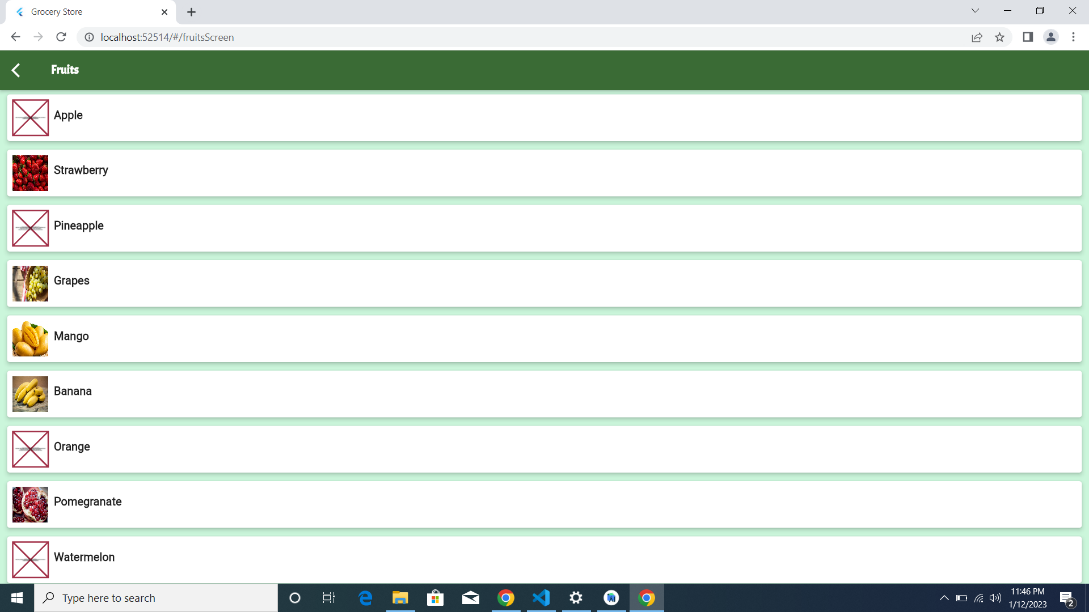 Grocery Store
localhost:52514/#/fruitsScreen
Fruits
Apple
Strawberry
Pineapple
Grapes
Mango
Banana
Orange
Pomegranate
Watermelon
Type here to search
11:46 PM
1/12/2023
2